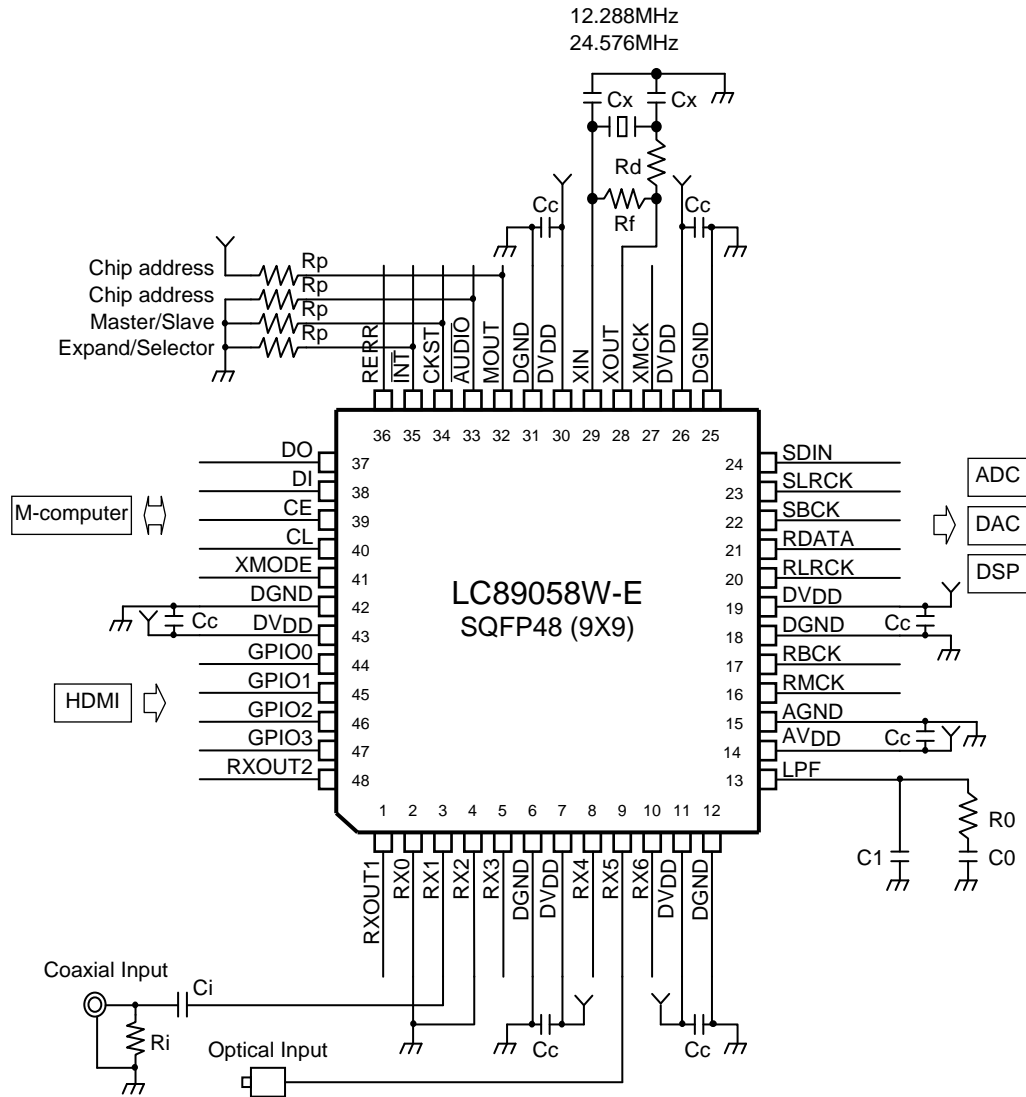 12.288MHz
24.576MHz
Cx
Cx
Rd
Rf
Cc
Cc
Chip address
Rp
Chip address
Rp
Master/Slave
Rp
Expand/Selector
Rp
RERR
INT
CKST
AUDIO
MOUT
DGND
DVDD
XIN
XOUT
XMCK
DVDD
DGND
36 35 34 33 32 31 30 29 28 27 26 25
DO 37
DI 38
CE 39
CL 40
XMODE 41
DGND 42
DVDD 43
GPIO0 44
GPIO1 45
GPIO2 46
GPIO3 47
RXOUT2 48
M-computer
Cc
HDMI
LC89058W-E
SQFP48 (9X9)
24 SDIN
23 SLRCK
22 SBCK
21 RDATA
20 RLRCK
19 DVDD
18 DGND
17 RBCK
16 RMCK
15 AGND
14 AVDD
13 LPF
ADC
DAC
DSP
Cc
Cc
R0
C1
C0
1 2 3 4 5 6 7 8 9 10 11 12
RXOUT1
RX0
RX1
RX2
RX3
DGND
DVDD
RX4
RX5
RX6
DVDD
DGND
Coaxial Input
Ci
Ri
Cc
Cc
Optical Input